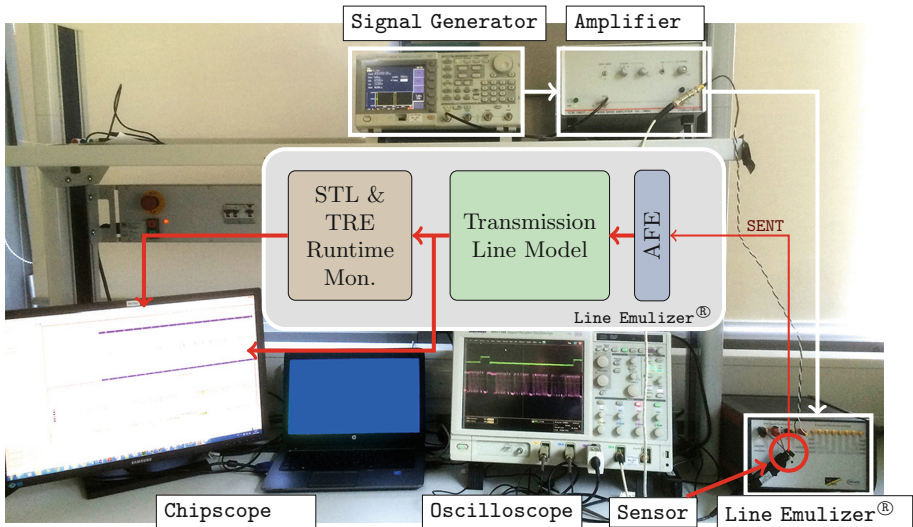 Signal Generator
Amplifier
STL &
TRE
Runtime
Mon.
Transmission
Line Model
AFE
SENT
Line Emulizer®
SAMSUNG
Chipscope
Oscilloscope
Sensor
Line Emulizer®